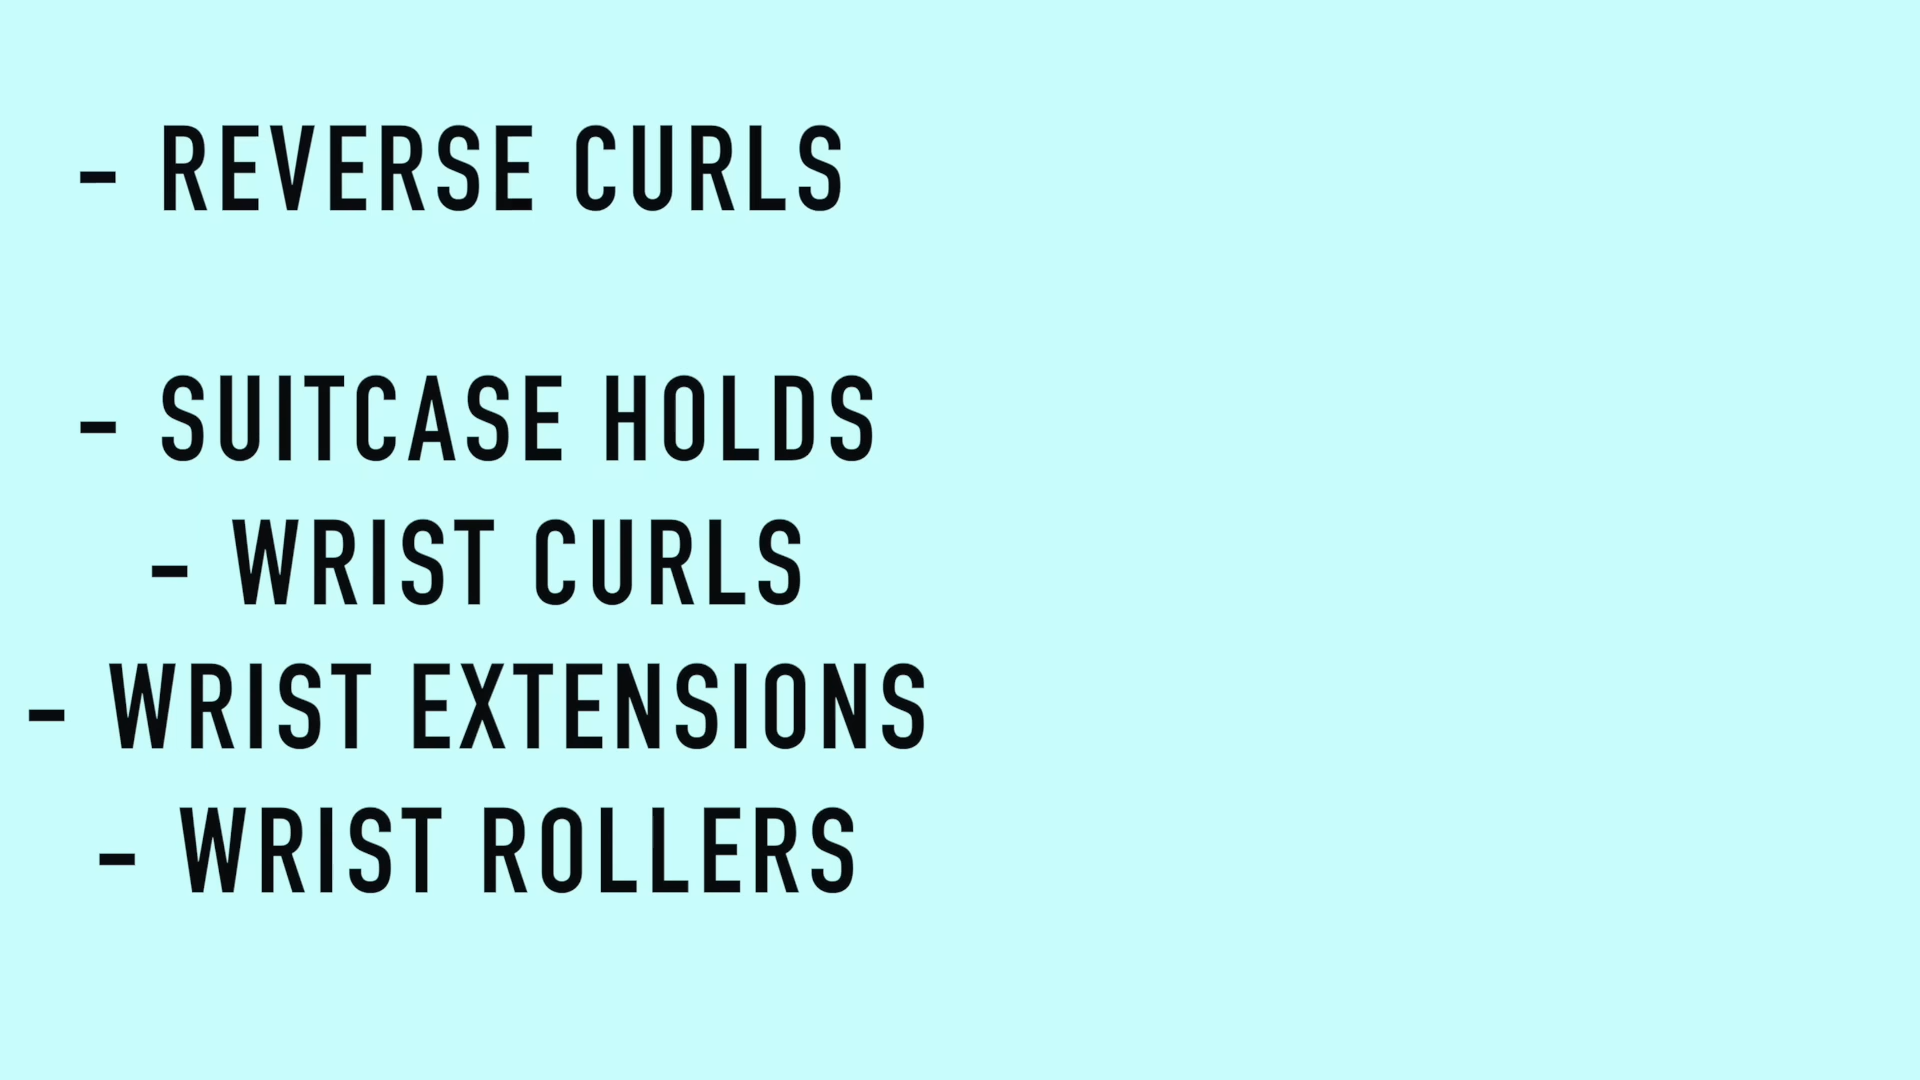 - REVERSE CURLS
- SUITCASE HOLDS
- WRIST CURLS
- WRIST EXTENSIONS
- WRIST ROLLERS